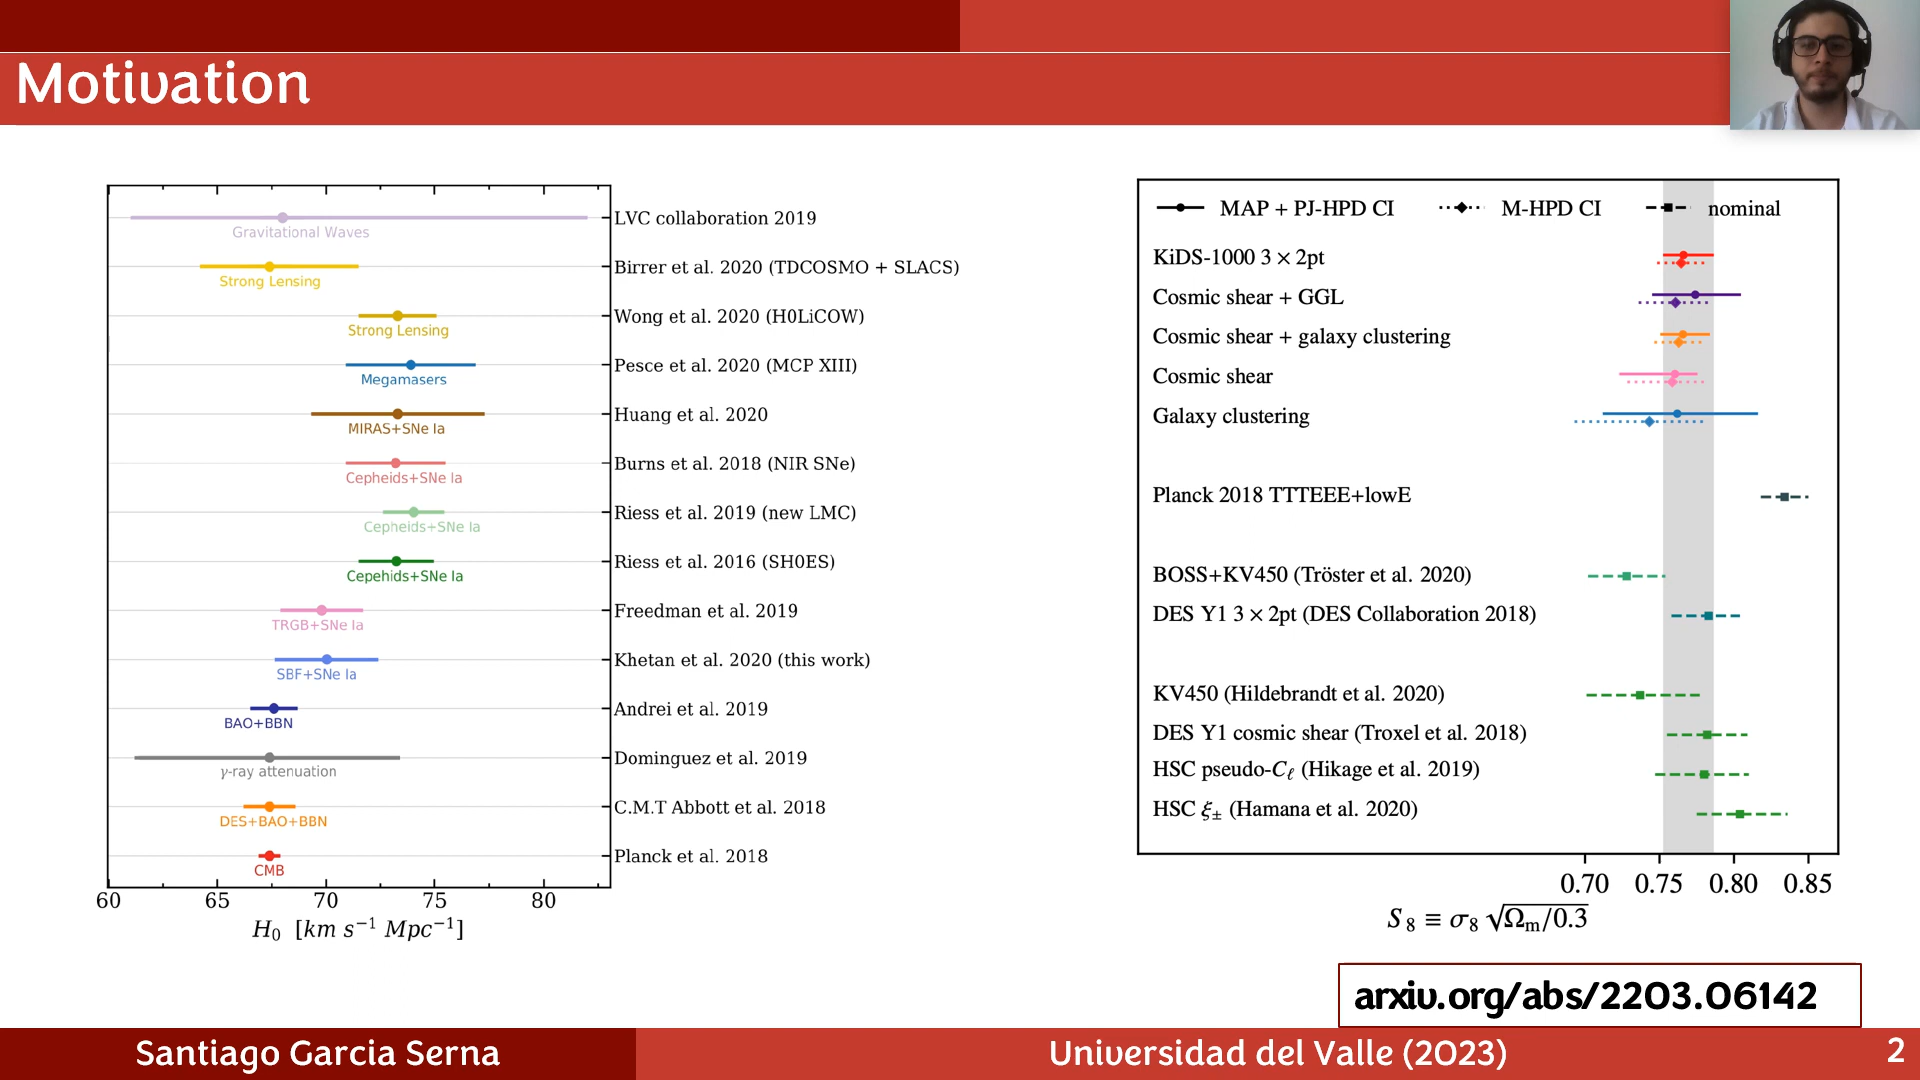 Motivation
LVC collaboration 2019
Gravitational Waves
Birrer et al. 2020 (TDCOSMO + SLACS)
Strong Lensing
Wong et al. 2020 (H0LiCOW)
Strong Lensing
Pesce et al. 2020 (MCP XIII)
Megamasers
Huang et al. 2020
MIRAS+SNe Ia
Burns et al. 2018 (NIR SNe)
Cepheids+SNe Ia
Riess et al. 2019 (new LMC)
Cepheids+SNe Ia
Riess et al. 2016 (SH0ES)
Cepehids+SNe Ia
Freedman et al. 2019
TRGB+SNe Ia
Khetan et al. 2020 (this work)
SBF+SNe Ia
Andrei et al. 2019
BAO+BBN
Dominguez et al. 2019
γ-ray attenuation
C.M.T Abbott et al. 2018
DES+BAO+BBN
Planck et al. 2018
CMB
60 65 70 75 80
H₀ [km s⁻¹ Mpc⁻¹]
MAP + PJ-HPD CI M-HPD CI nominal
KiDS-1000 3 × 2pt
Cosmic shear + GGL
Cosmic shear + galaxy clustering
Cosmic shear
Galaxy clustering
Planck 2018 TTTEEE+lowE
BOSS+KV450 (Tröster et al. 2020)
DES Y1 3 × 2pt (DES Collaboration 2018)
KV450 (Hildebrandt et al. 2020)
DES Y1 cosmic shear (Troxel et al. 2018)
HSC pseudo-Cℓ (Hikage et al. 2019)
HSC ξ± (Hamana et al. 2020)
0.70 0.75 0.80 0.85
S₈ ≡ σ₈ √Ωₘ/0.3
arxiv.org/abs/2203.06142
Santiago Garcia Serna Universidad del Valle (2023) 2